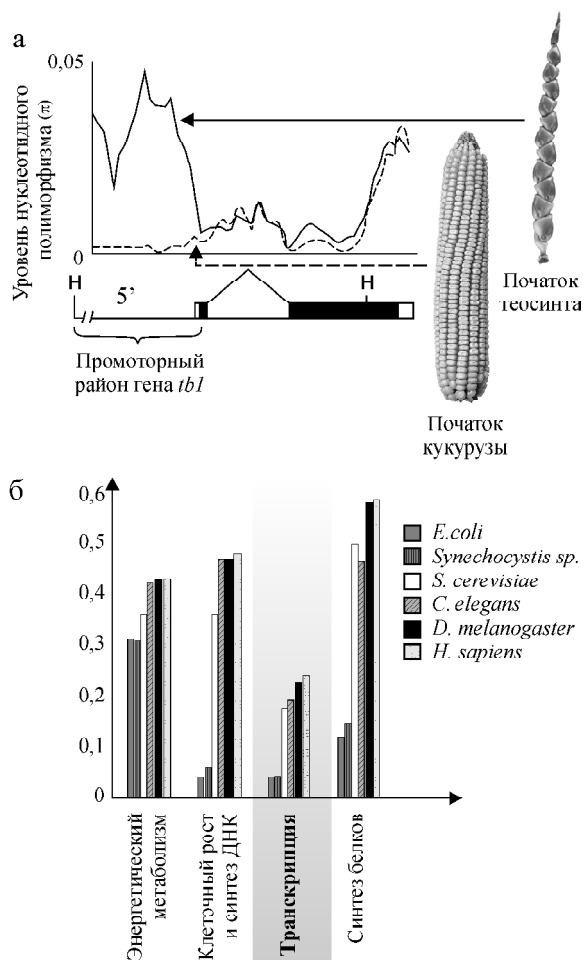 а
Уровень нуклеотидного
полиморфизма (π)
0,05
0
H
5'
H
Промоторный
район гена tb1
Початок
теосинта
Початок
кукурузы
б
0,6
0,5
0,4
0,3
0,2
0,1
0
E.coli
Synechocystis sp.
S. cerevisiae
C. elegans
D. melanogaster
H. sapiens
Энергетический
метаболизм
Клеточный рост
и синтез ДНК
Транскрипция
Синтез белков